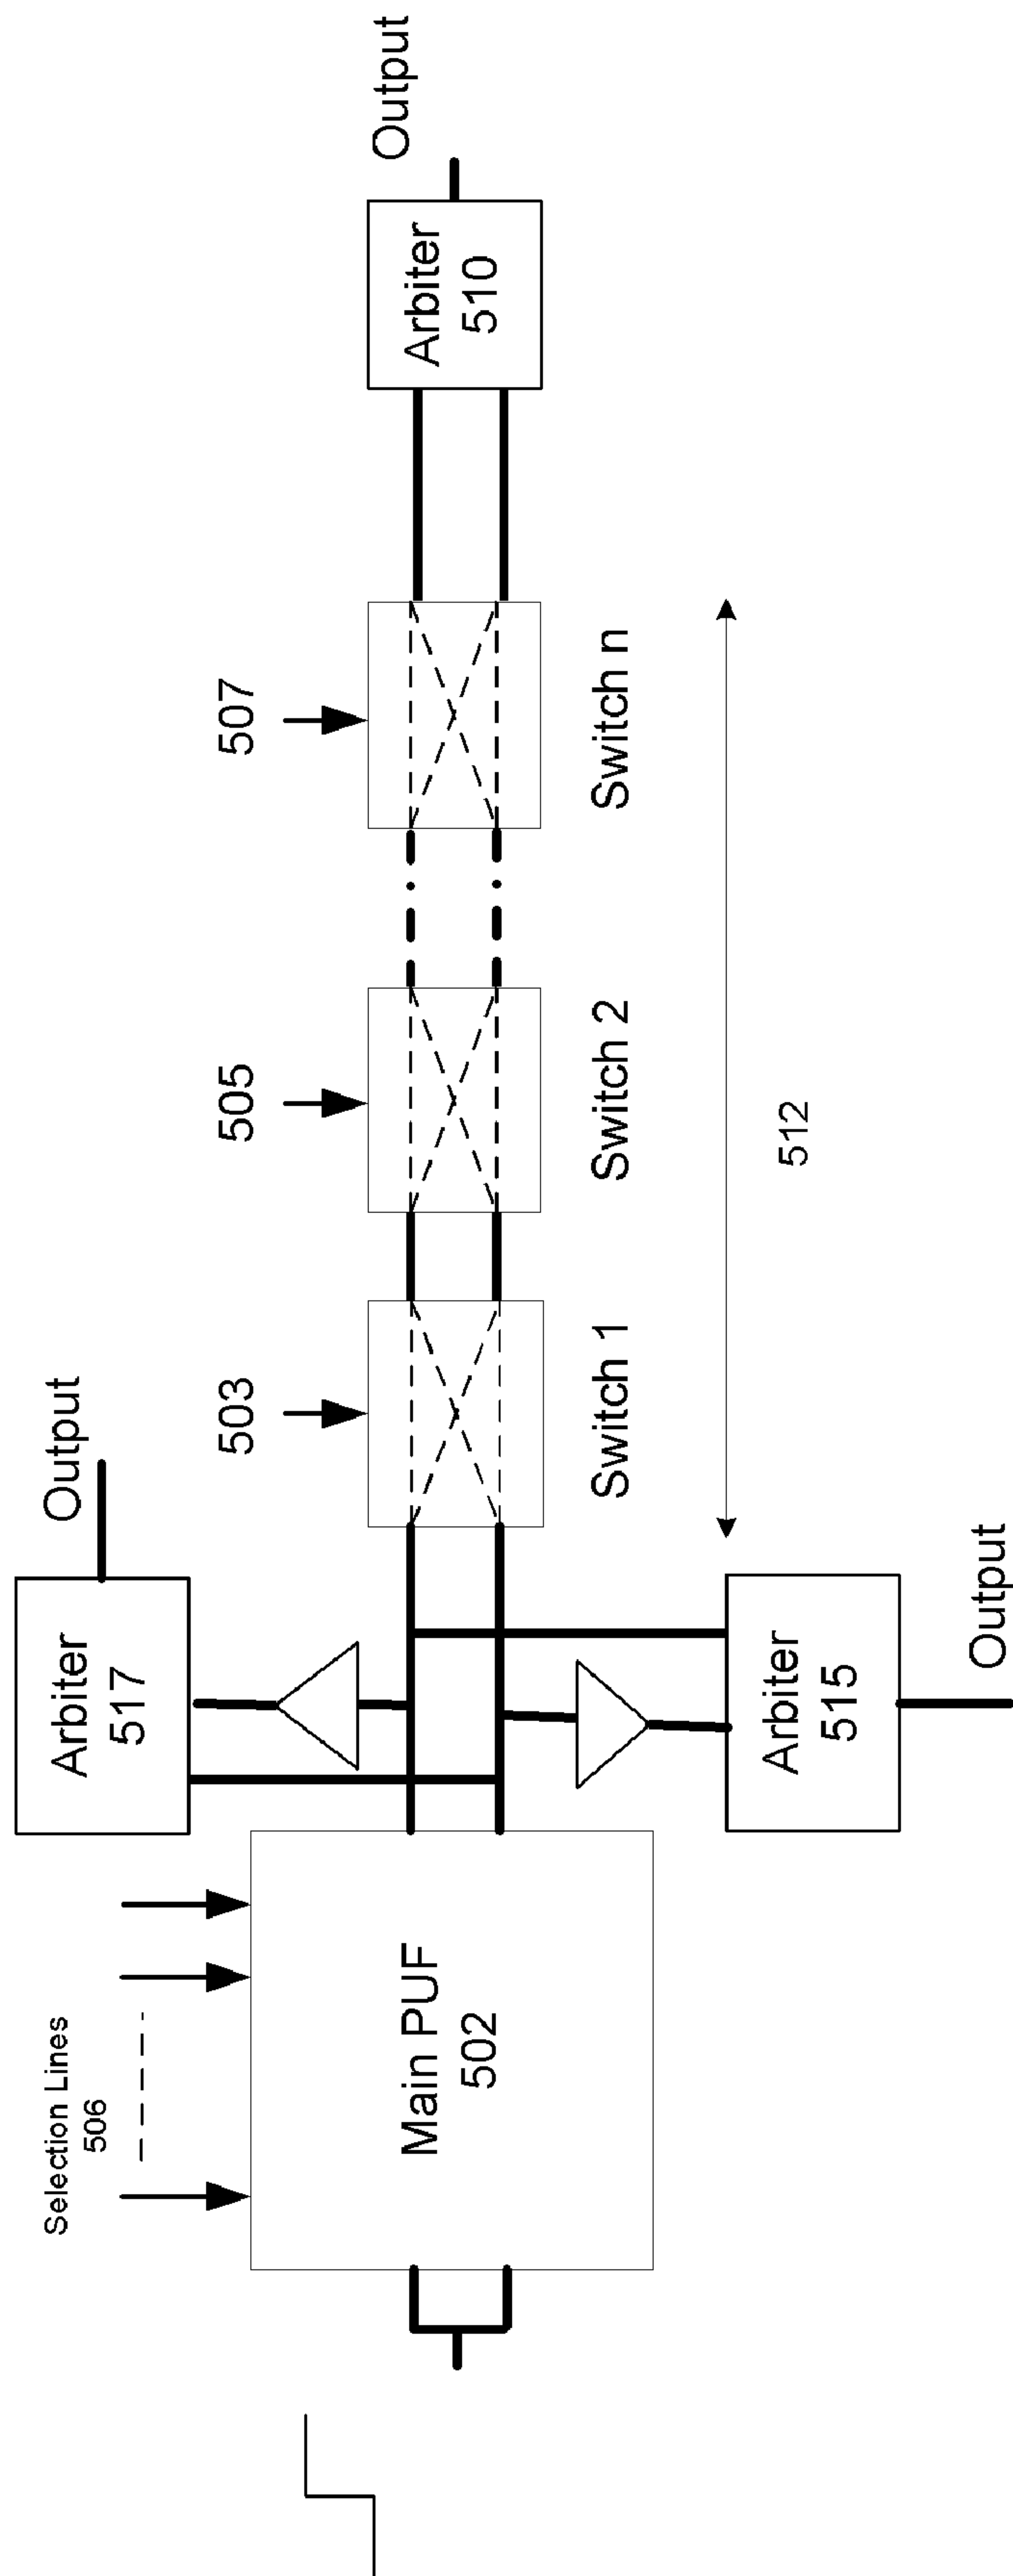 Selection Lines
506
Main PUF
502
Arbiter
517
Output
Arbiter
515
Output
503
Switch 1
505
Switch 2
507
Switch n
512
Arbiter
510
Output